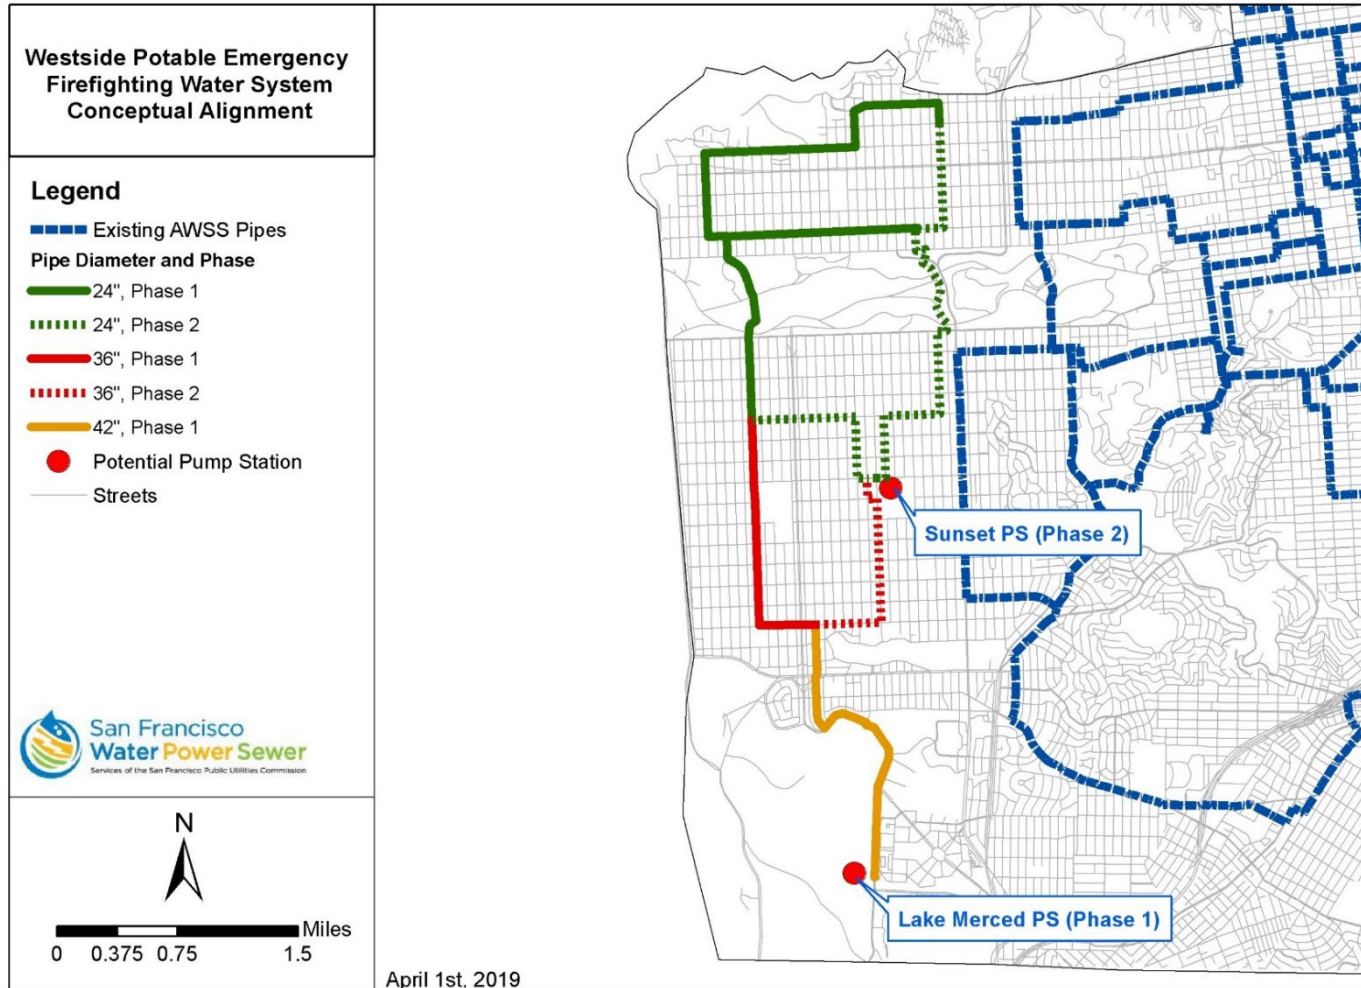 Westside Potable Emergency
Firefighting Water System
Conceptual Alignment
Legend
Existing AWSS Pipes
Pipe Diameter and Phase
24", Phase 1
24", Phase 2
36", Phase 1
36", Phase 2
42", Phase 1
Potential Pump Station
Streets
San Francisco
Water Power Sewer
Services of the San Francisco Public Utilities Commission
N
Miles
0 0.375 0.75 1.5
Sunset PS (Phase 2)
Lake Merced PS (Phase 1)
April 1st, 2019